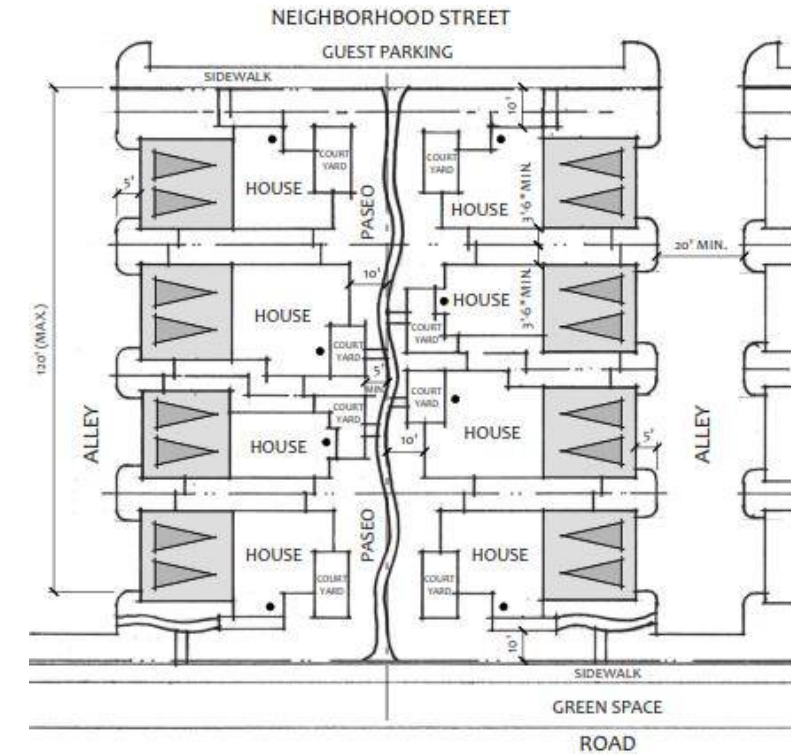 NEIGHBORHOOD STREET
GUEST PARKING
SIDEWALK
10'
COURT
YARD
COURT
YARD
5'
HOUSE
PASEO
HOUSE
3'-6" MIN.
20' MIN.
10'
HOUSE
HOUSE
3'-6" MIN.
120' (MAX.)
COURT
YARD
COURT
YARD
5'
MIN
COURT
YARD
COURT
YARD
ALLEY
HOUSE
10'
HOUSE
5'
ALLEY
PASEO
HOUSE
HOUSE
COURT
YARD
COURT
YARD
10'
SIDEWALK
GREEN SPACE
ROAD